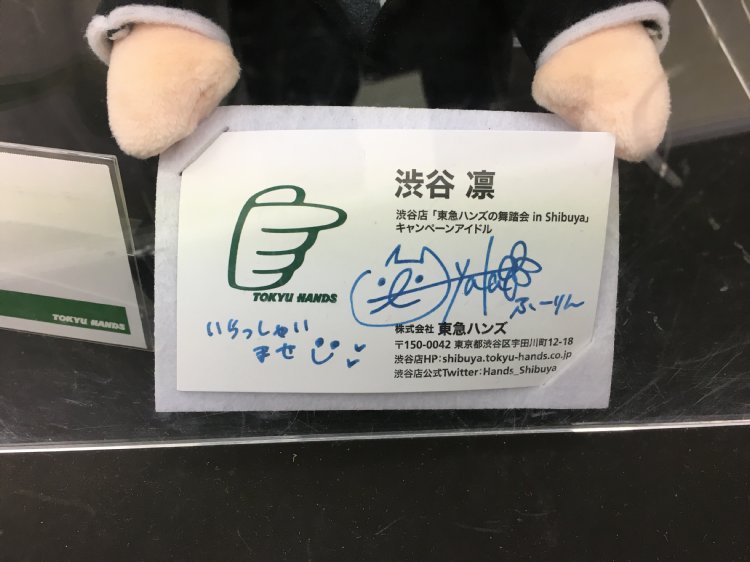 渋谷 凛
渋谷店「東急ハンズの舞踏会 in Shibuya」
キャンペーンアイドル
TOKYU HANDS
ふーりん
いらっしゃい
ませ
株式会社 東急ハンズ
〒150-0042 東京都渋谷区宇田川町12-18
渋谷店HP:shibuya.tokyu-hands.co.jp
渋谷店公式Twitter:Hands_Shibuya
TOKYU HANDS